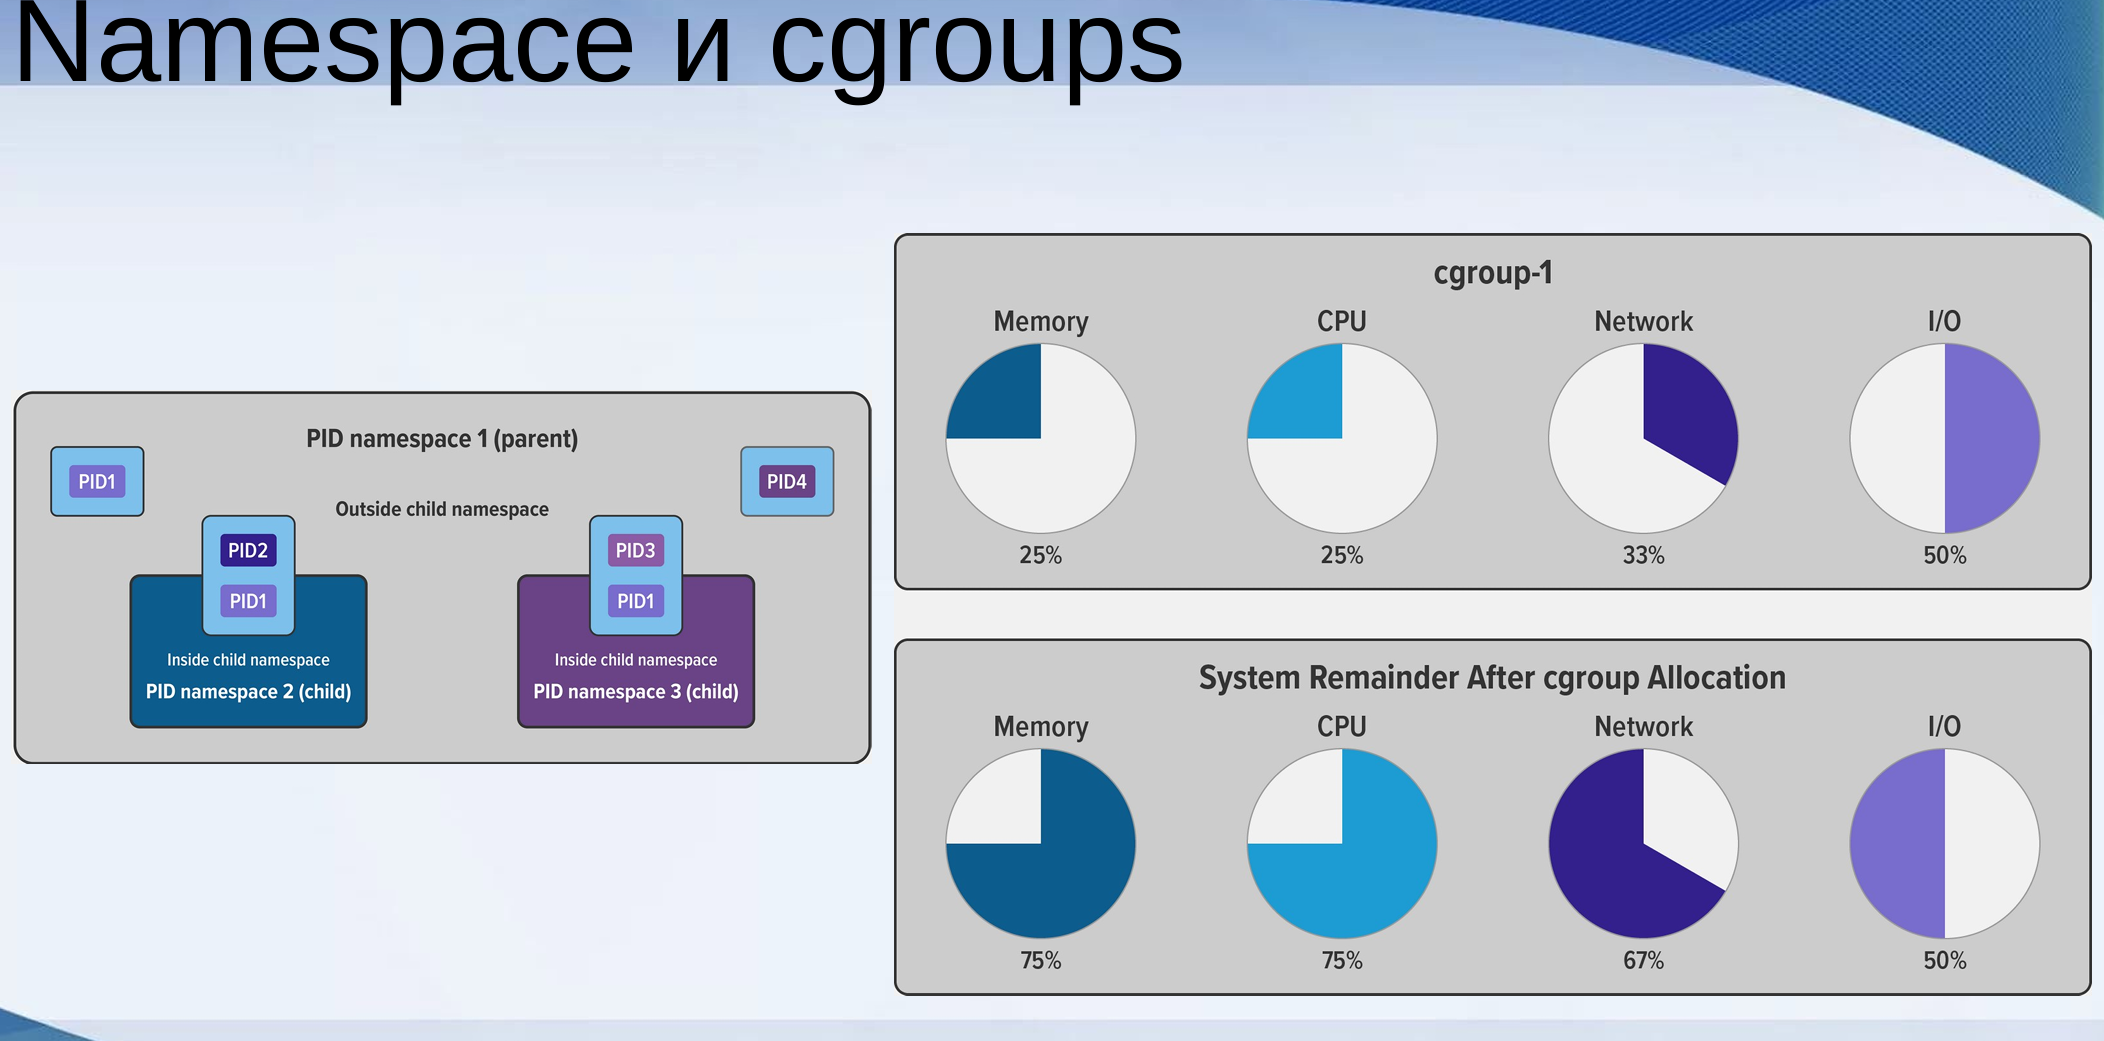 Namespace и cgroups
PID namespace 1 (parent)
PID1
PID4
Outside child namespace
PID2
PID1
Inside child namespace
PID namespace 2 (child)
PID3
PID1
Inside child namespace
PID namespace 3 (child)
cgroup-1
Memory
CPU
Network
I/O
25%
25%
33%
50%
System Remainder After cgroup Allocation
Memory
CPU
Network
I/O
75%
75%
67%
50%